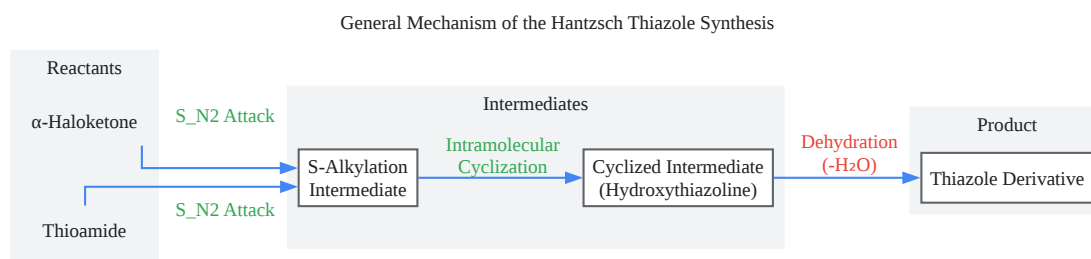 General Mechanism of the Hantzsch Thiazole Synthesis
Reactants
α-Haloketone
Thioamide
S_N2 Attack
S_N2 Attack
Intermediates
S-Alkylation
Intermediate
Intramolecular
Cyclization
Cyclized Intermediate
(Hydroxythiazoline)
Dehydration
(-H₂O)
Product
Thiazole Derivative